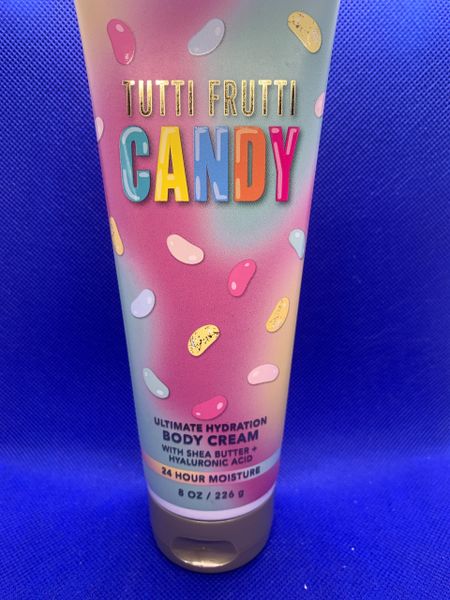 TUTTI FRUTTI
CANDY
ULTIMATE HYDRATION
BODY CREAM
WITH SHEA BUTTER +
HYALURONIC ACID
24 HOUR MOISTURE
8 OZ / 226 g